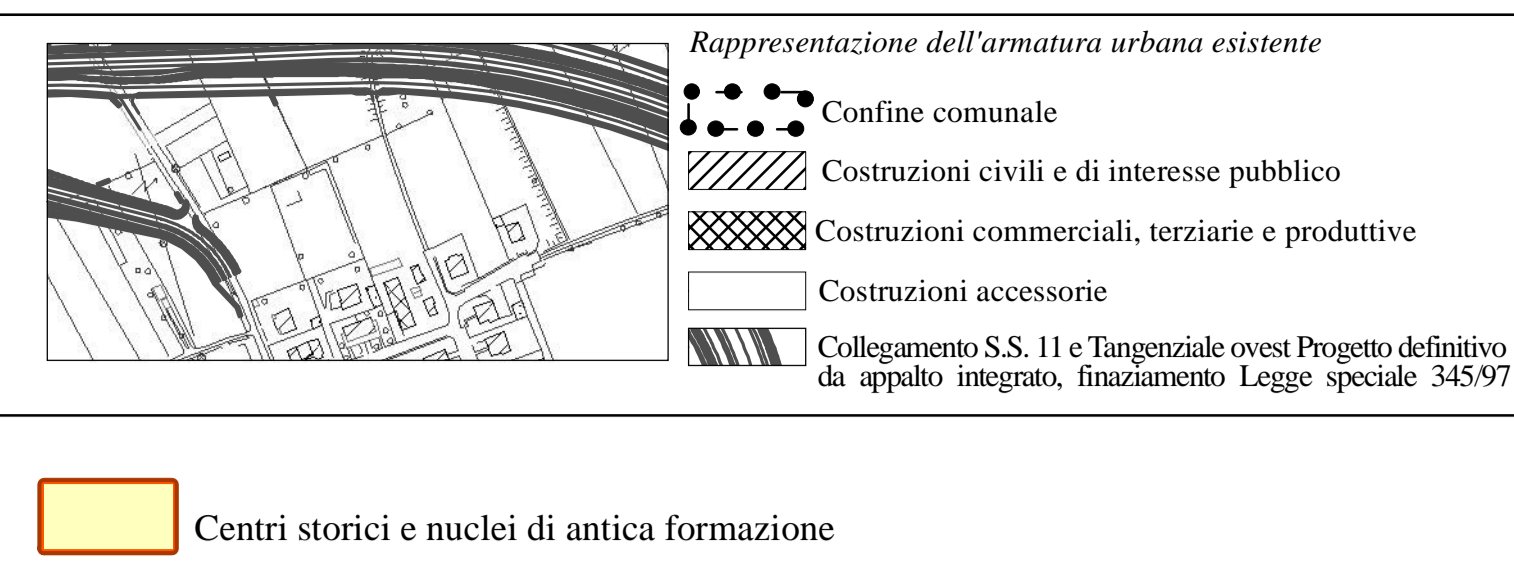 Rappresentazione dell'armatura urbana esistente
Confine comunale
Costruzioni civili e di interesse pubblico
Costruzioni commerciali, terziarie e produttive
Costruzioni accessorie
Collegamento S.S. 11 e Tangenziale ovest Progetto definitivo
da appalto integrato, finaziamento Legge speciale 345/97
Centri storici e nuclei di antica formazione